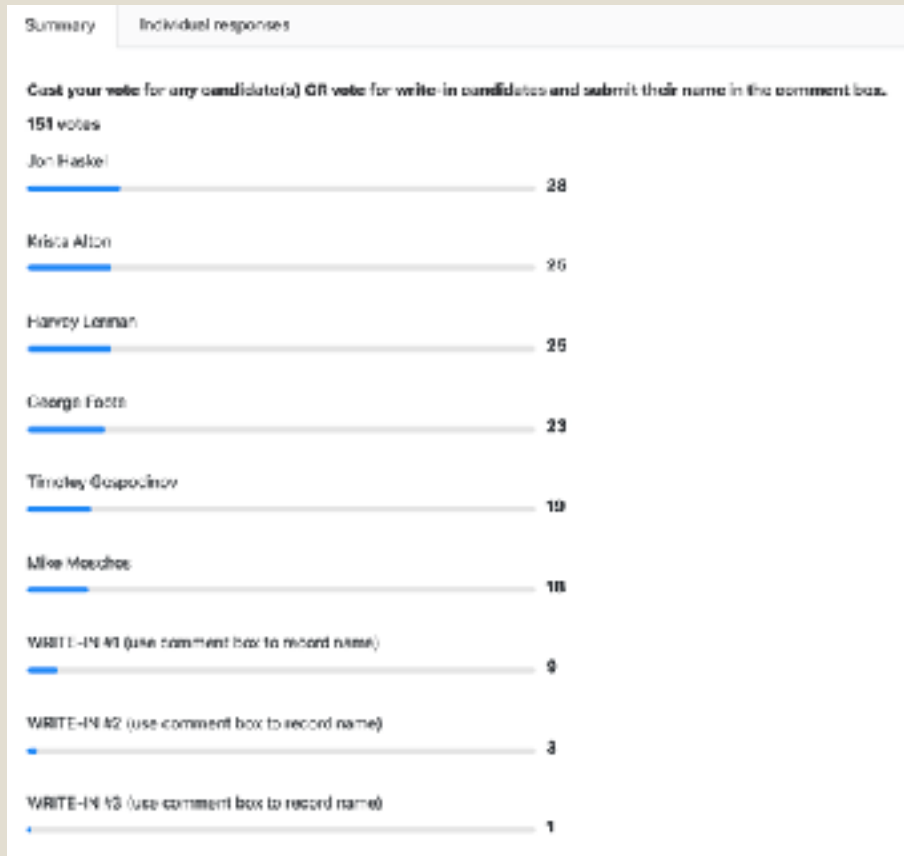 Summary
Individual responses
Cast your vote for any candidate(s) OR vote for write-in candidates and submit their name in the comment box.
151 votes
Jon Haskel
28
Krista Alton
25
Harvey Lerman
25
George Foote
23
Timotey Gospodinov
19
Mike Moschos
18
WRITE-IN #1 (use comment box to record name)
9
WRITE-IN #2 (use comment box to record name)
3
WRITE-IN #3 (use comment box to record name)
1